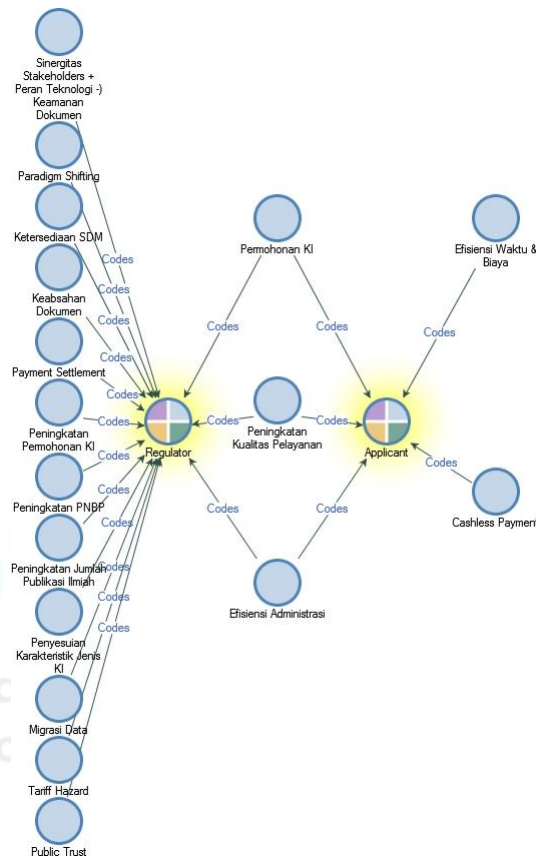 Sinergitas
Stakeholders +
Peran Teknologi -)
Keamanan
Dokumen
Paradigm Shifting
Ketersediaan SDM
Keabsahan
Dokumen
Payment Settlement
Peningkatan
Permohonan KI
Peningkatan PNBP
Peningkatan Jumlah
Publikasi Ilmiah
Penyesuian
Karakteristik Jenis
KI
Migrasi Data
Tariff Hazard
Public Trust
Codes
Codes
Codes
Codes
Codes
Codes
Codes
Codes
Codes
Codes
Codes
Codes
Regulator
Permohonan KI
Codes
Codes
Peningkatan
Kualitas Pelayanan
Codes
Codes
Efisiensi Administrasi
Codes
Codes
Applicant
Efisiensi Waktu &
Biaya
Codes
Cashless Payment
Codes